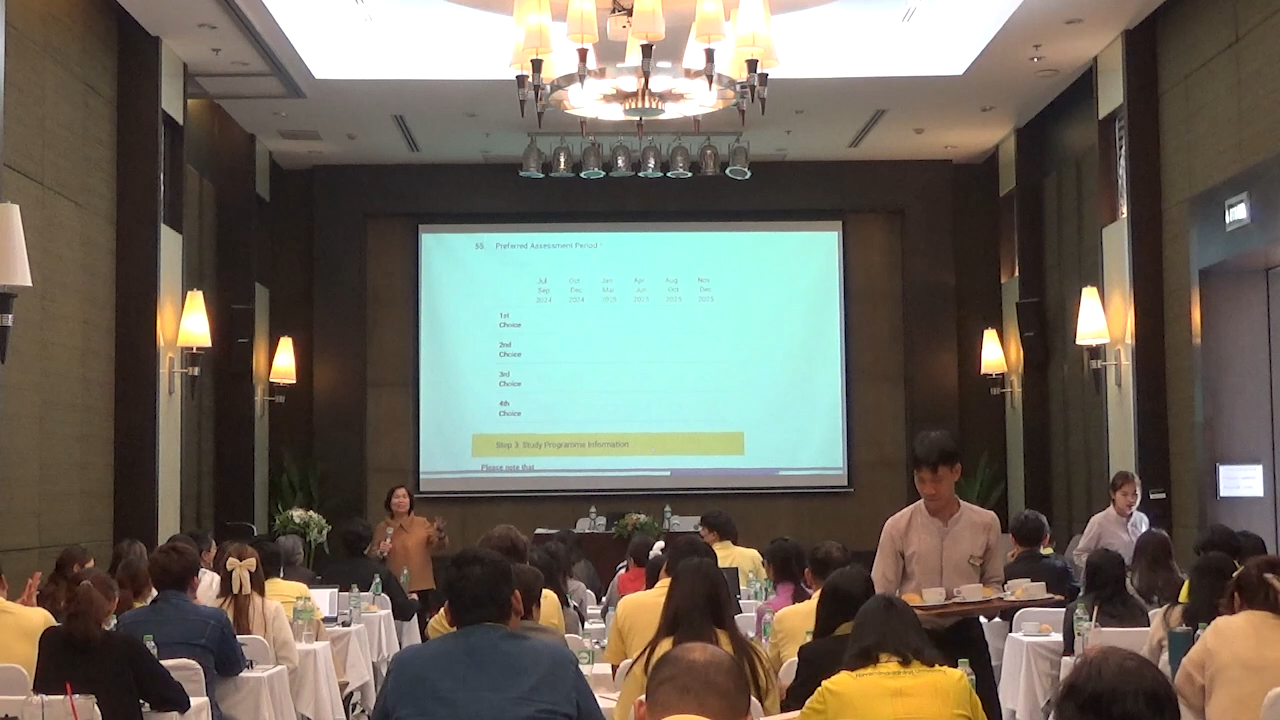 55. Preferred Assessment Period *
Jul Oct Jan Apr Aug Nov
Sep Dec Mar Jun Oct Dec
2024 2024 2025 2025 2025 2025
1st
Choice
2nd
Choice
3rd
Choice
4th
Choice
Step 3: Study Programme Information
Please note that